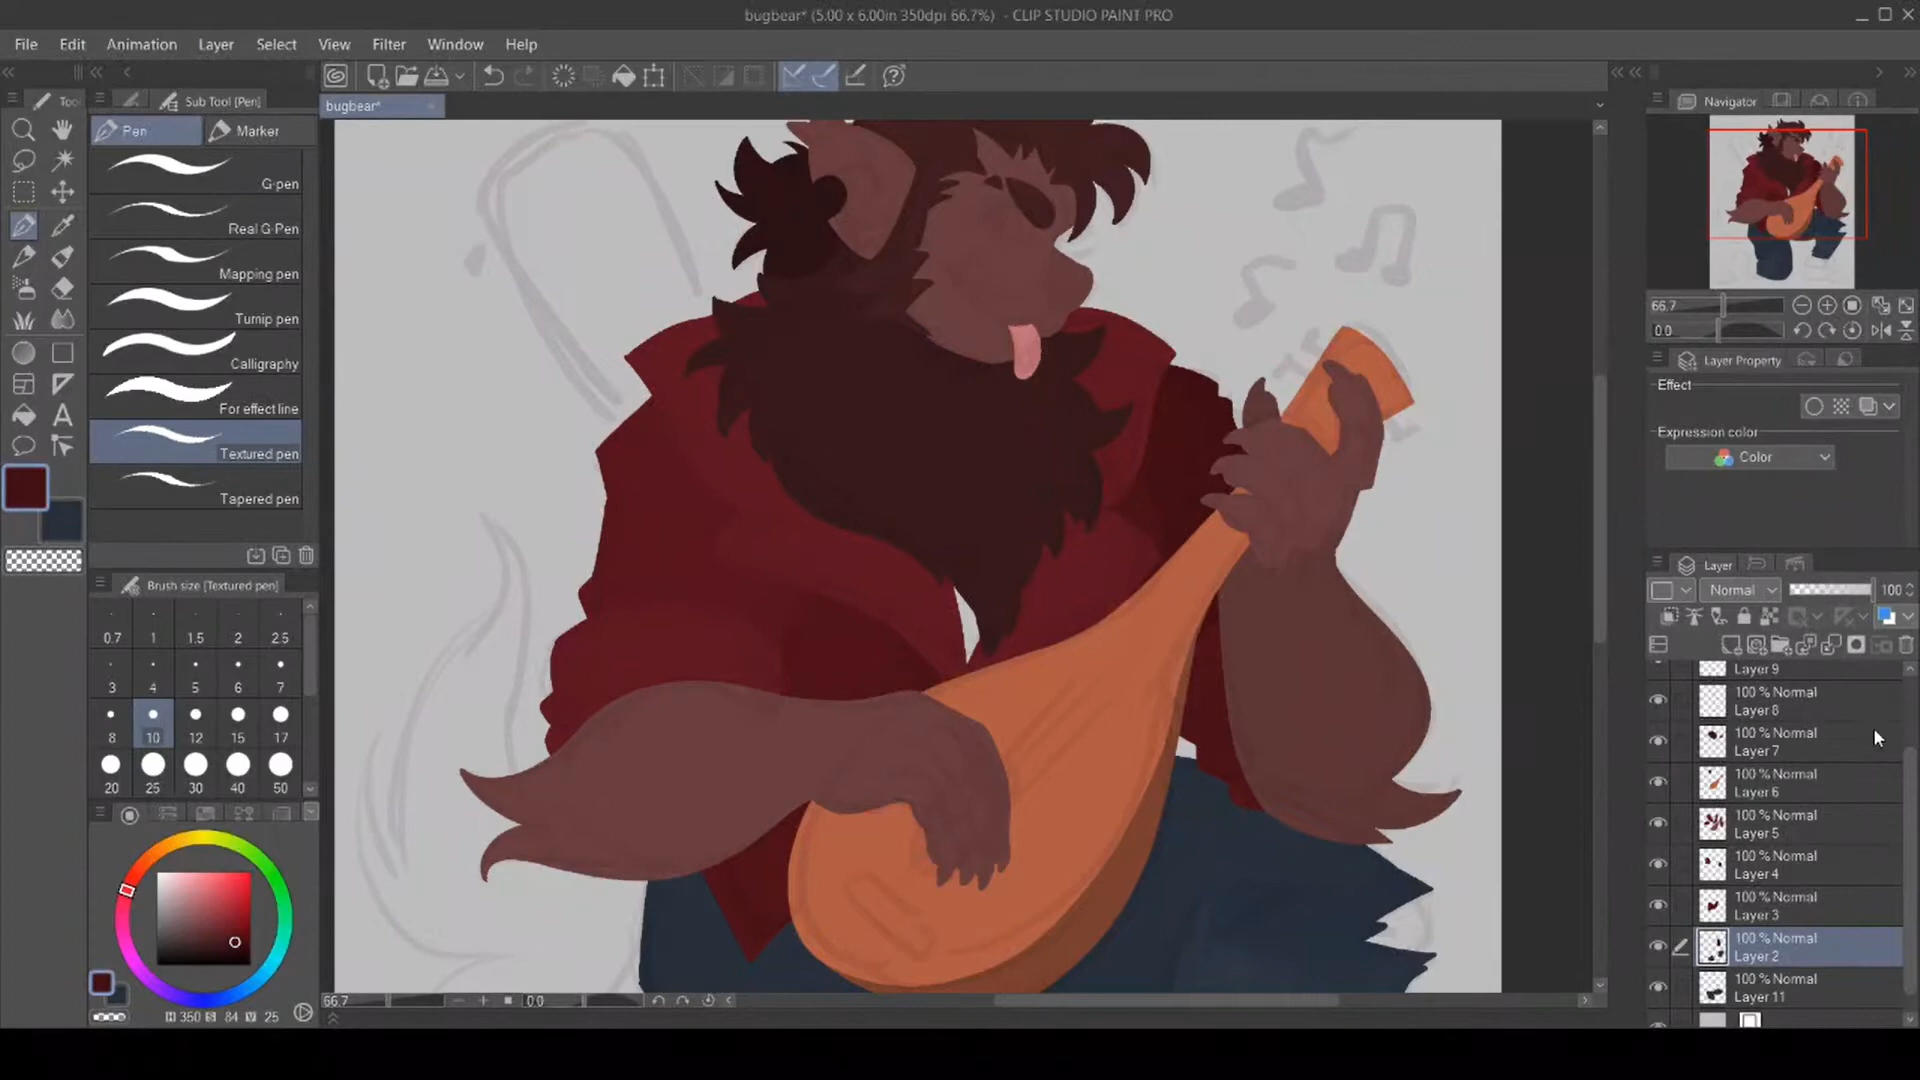 bugbear* (5.00 x 6.00in 350dpi 66.7%) - CLIP STUDIO PAINT PRO
File Edit Animation Layer Select View Filter Window Help
Sub Tool [Pen]
bugbear*
Navigator
Pen Marker
G-pen
Real G-Pen
Mapping pen
Turnip pen
Calligraphy
For effect line
Textured pen
Tapered pen
Brush size [Textured pen]
0.7 1 1.5 2 2.5
3 4 5 6 7
8 10 12 15 17
20 25 30 40 50
H 350 S 84 V 25
66.7 0.0
66.7
0.0
Layer Property
Effect
Expression color
Color
Layer
Normal 100
Layer 9
100 % Normal
Layer 8
100 % Normal
Layer 7
100 % Normal
Layer 6
100 % Normal
Layer 5
100 % Normal
Layer 4
100 % Normal
Layer 3
100 % Normal
Layer 2
100 % Normal
Layer 11